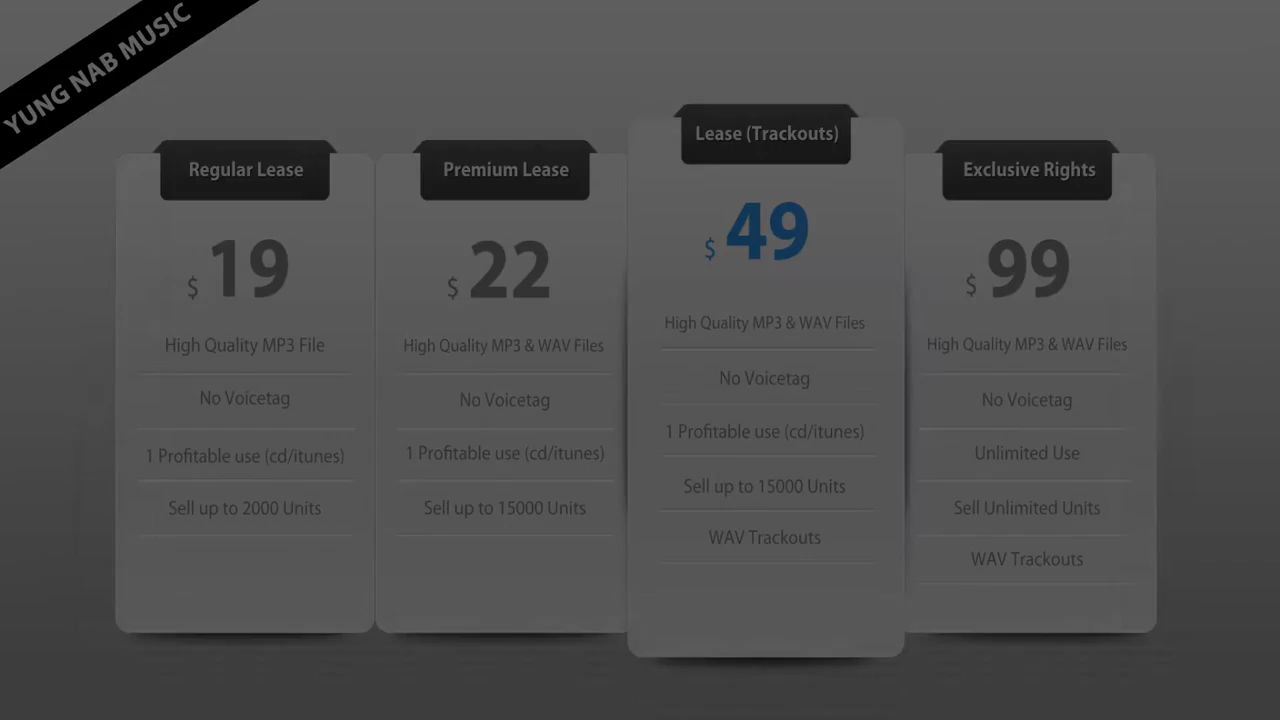 YUNG NAB MUSIC
Regular Lease
$ 19
High Quality MP3 File
No Voicetag
1 Profitable use (cd/itunes)
Sell up to 2000 Units
Premium Lease
$ 22
High Quality MP3 & WAV Files
No Voicetag
1 Profitable use (cd/itunes)
Sell up to 15000 Units
Lease (Trackouts)
$ 49
High Quality MP3 & WAV Files
No Voicetag
1 Profitable use (cd/itunes)
Sell up to 15000 Units
WAV Trackouts
Exclusive Rights
$ 99
High Quality MP3 & WAV Files
No Voicetag
Unlimited Use
Sell Unlimited Units
WAV Trackouts